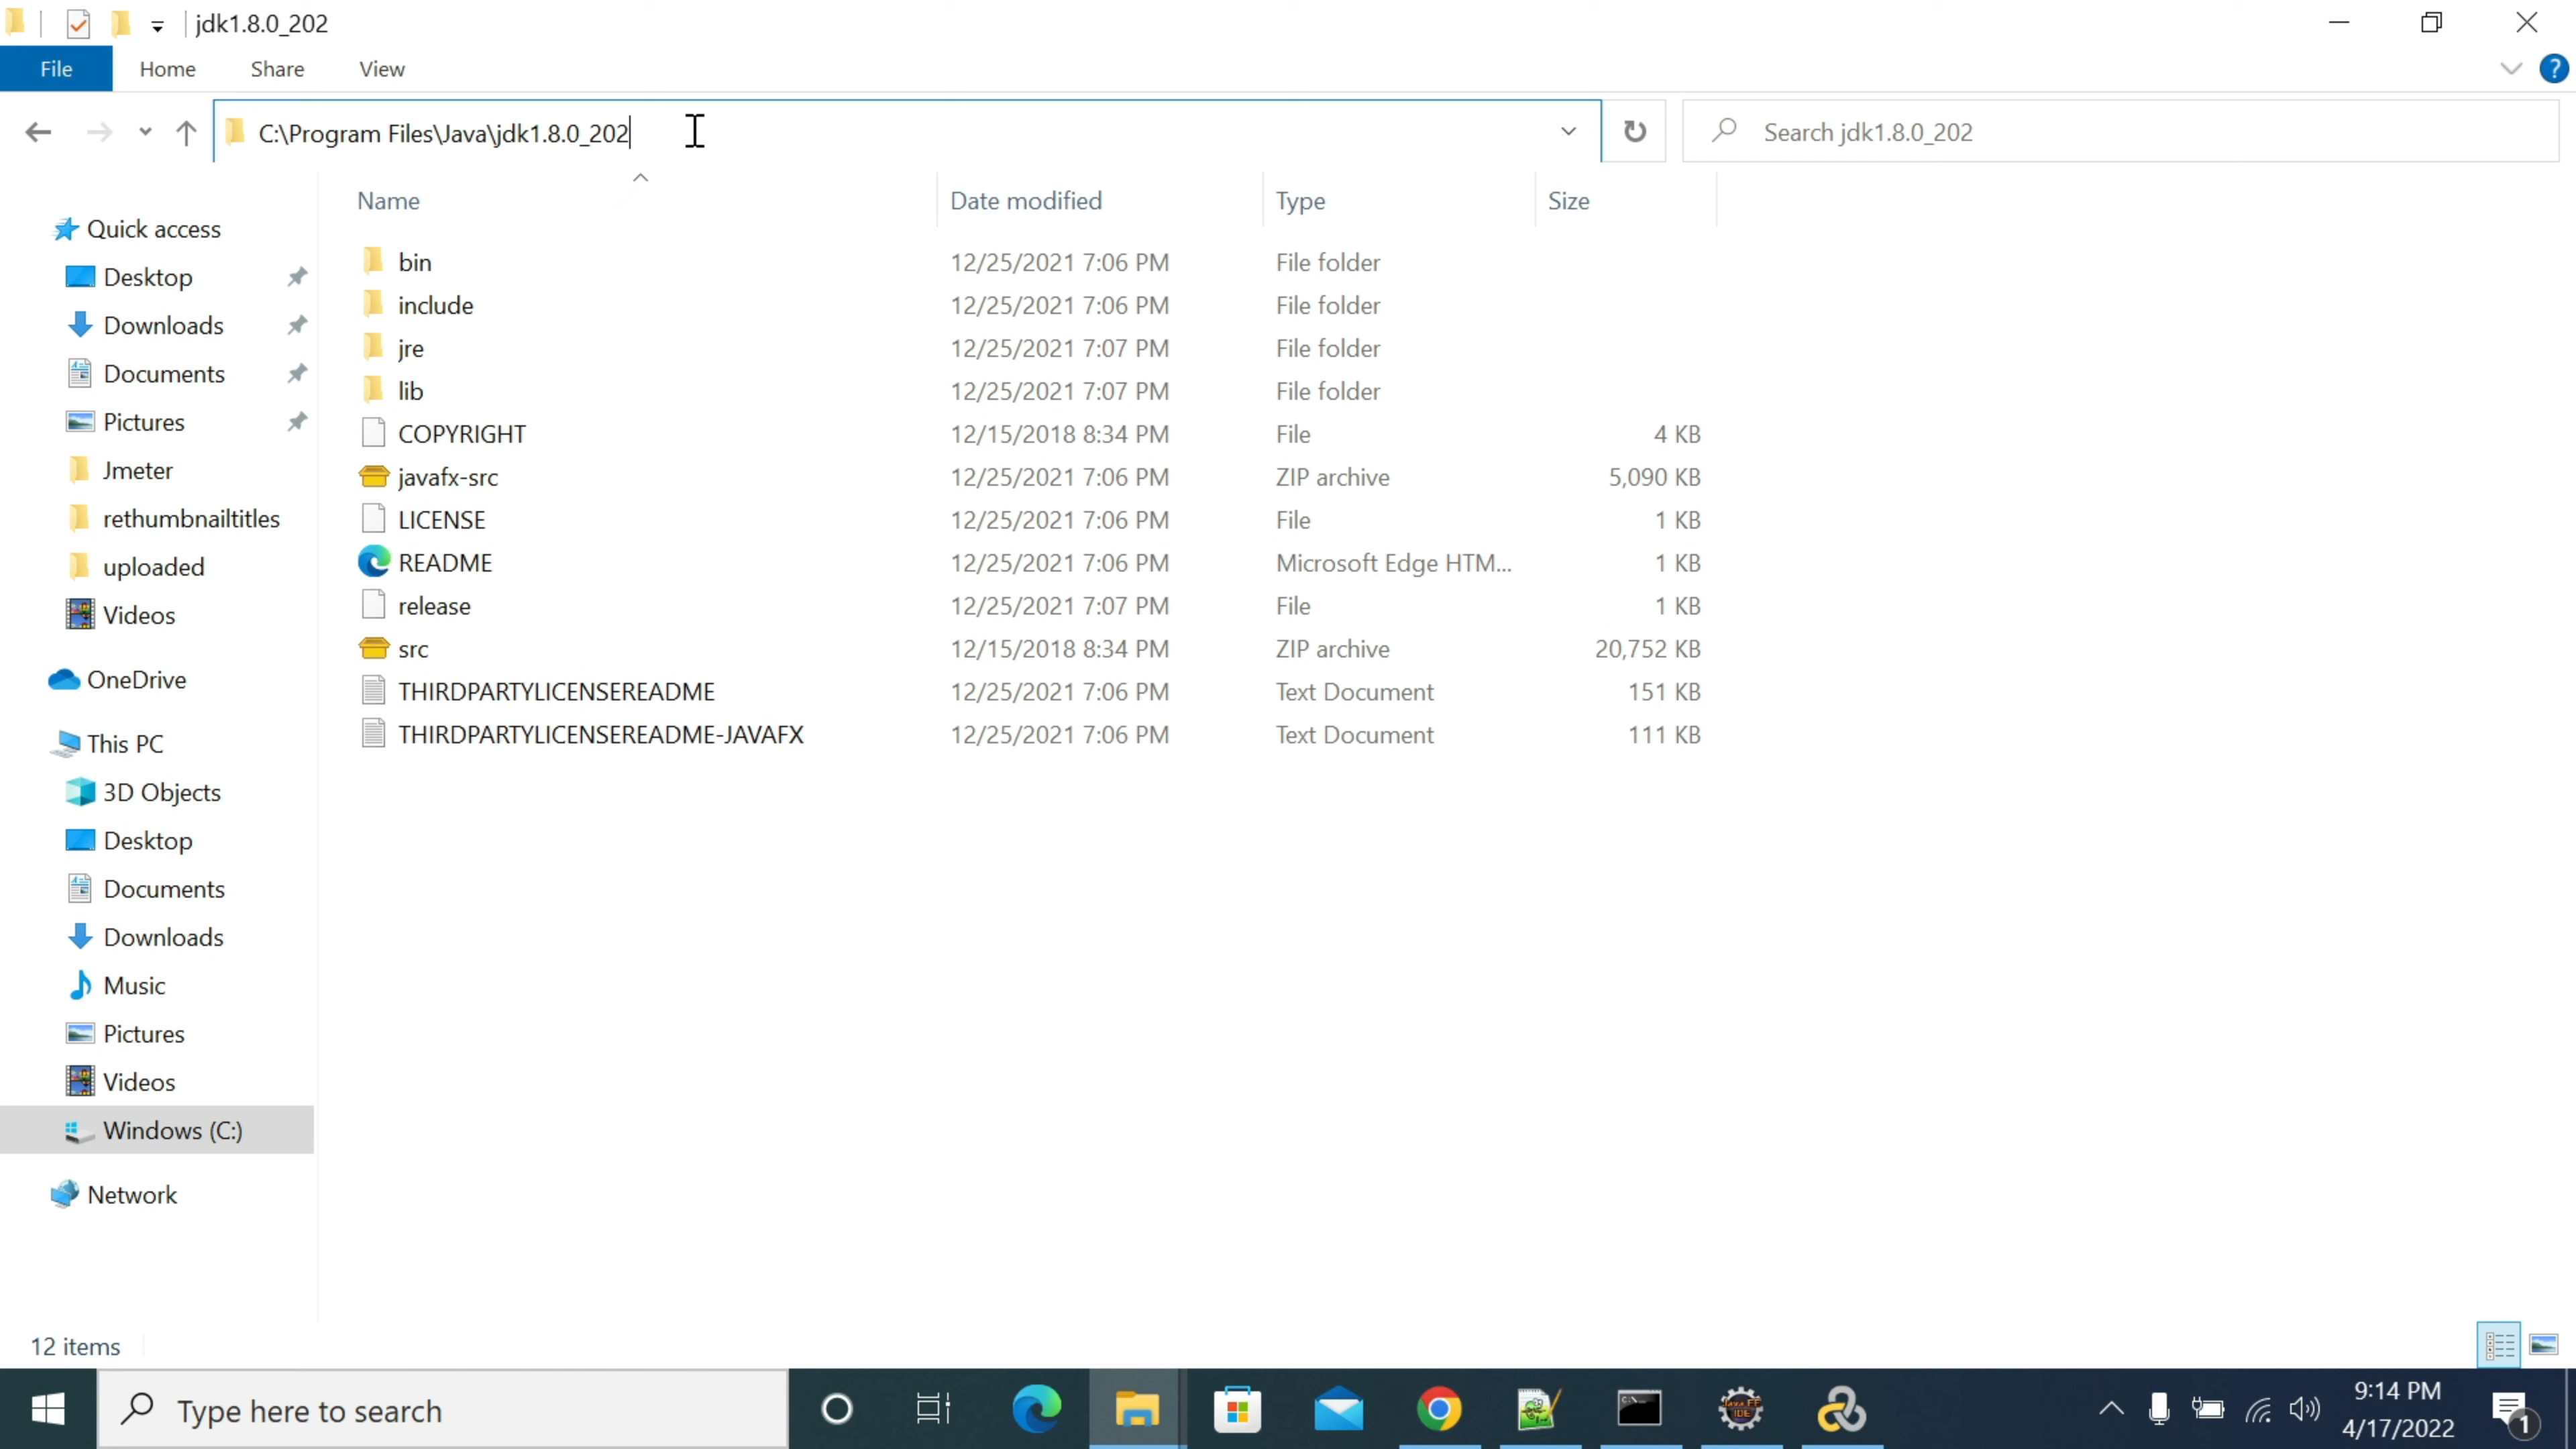 jdk1.8.0_202
File Home Share View
C:\Program Files\Java\jdk1.8.0_202
Search jdk1.8.0_202
Name Date modified Type Size
Quick access
Desktop
Downloads
Documents
Pictures
Jmeter
rethumbnailtitles
uploaded
Videos
OneDrive
This PC
3D Objects
Desktop
Documents
Downloads
Music
Pictures
Videos
Windows (C:)
Network
bin 12/25/2021 7:06 PM File folder
include 12/25/2021 7:06 PM File folder
jre 12/25/2021 7:07 PM File folder
lib 12/25/2021 7:07 PM File folder
COPYRIGHT 12/15/2018 8:34 PM File 4 KB
javafx-src 12/25/2021 7:06 PM ZIP archive 5,090 KB
LICENSE 12/25/2021 7:06 PM File 1 KB
README 12/25/2021 7:06 PM Microsoft Edge HTM... 1 KB
release 12/25/2021 7:07 PM File 1 KB
src 12/15/2018 8:34 PM ZIP archive 20,752 KB
THIRDPARTYLICENSEREADME 12/25/2021 7:06 PM Text Document 151 KB
THIRDPARTYLICENSEREADME-JAVAFX 12/25/2021 7:06 PM Text Document 111 KB
12 items
Type here to search
Java EE
IDE
9:14 PM
4/17/2022
1